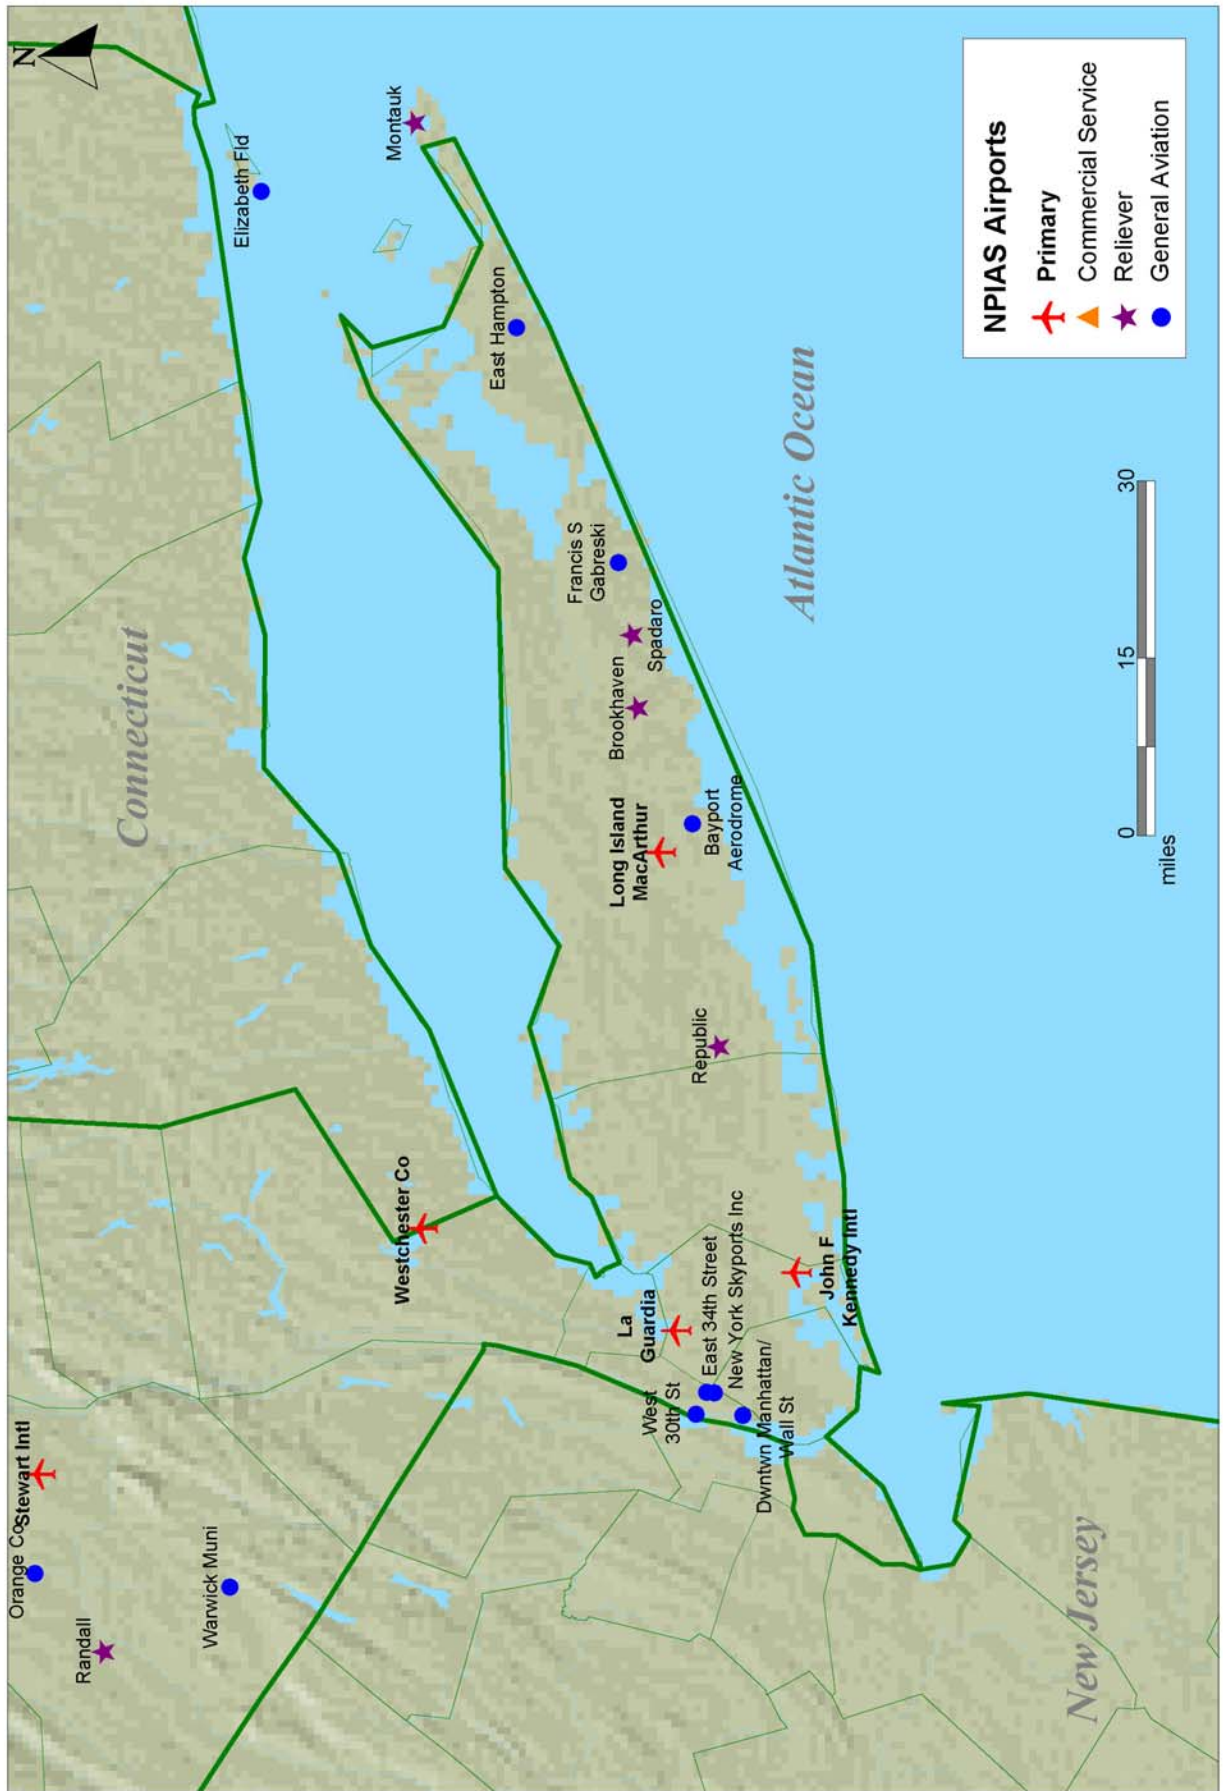 N
Orange Co
Stewart Intl
Randall
Warwick Muni
Connecticut
Elizabeth Fld
Montauk
Westchester Co
East Hampton
Francis S
Gabreski
Spadaro
Brookhaven
Long Island
MacArthur
Bayport
Aerodrome
Republic
La
Guardia
East 34th Street
New York Skyports Inc
West
30th St
Dwntwn Manhattan/
Wall St
John F
Kennedy Intl
Atlantic Ocean
New Jersey
0
15
30
miles
NPIAS Airports
Primary
Commercial Service
Reliever
General Aviation